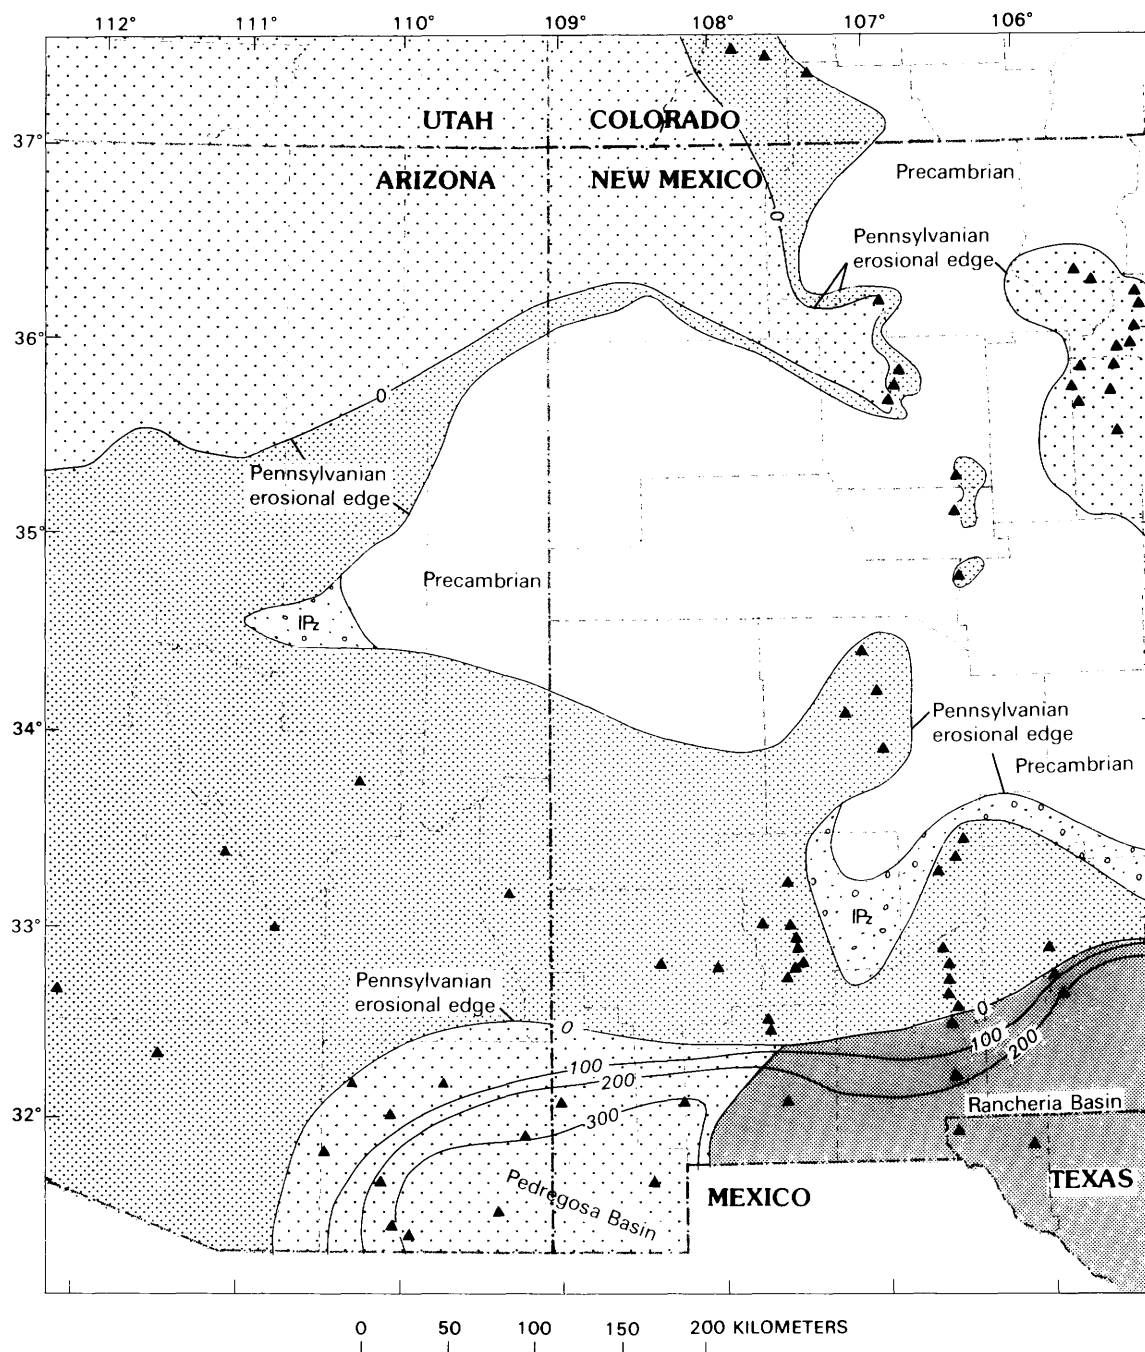 112° 111° 110° 109° 108° 107° 106°
UTAH COLORADO
37°
ARIZONA NEW MEXICO
Precambrian
0
Pennsylvanian
erosional edge
36°
0
Pennsylvanian
erosional edge
35°
Precambrian
IPz
34°
Pennsylvanian
erosional edge
Precambrian
33°
IPz
Pennsylvanian
erosional edge
0
0
100
200
100
200
300
32°
Rancheria Basin
Pedregosa Basin
MEXICO
TEXAS
0 50 100 150 200 KILOMETERS